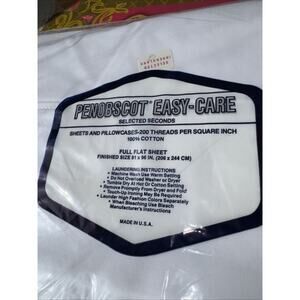 PENOBSCOT® EASY-CARE
SELECTED SECONDS
SHEETS AND PILLOWCASES-200 THREADS PER SQUARE INCH
100% COTTON
FULL FLAT SHEET
FINISHED SIZE 81 x 96 IN. (206 x 244 CM)
LAUNDERING INSTRUCTIONS
• Machine Wash Use Warm Setting
• Do Not Overload Washer or Dryer
• Tumble Dry At Hot Or Cotton Setting
• Remove Promptly From Dryer and Fold
• Touch-Up Ironing May Be Required
• Launder High Fashion Colors Separately
• When Bleaching Use Bleach
Manufacturer's Instructions
MADE IN U.S.A.